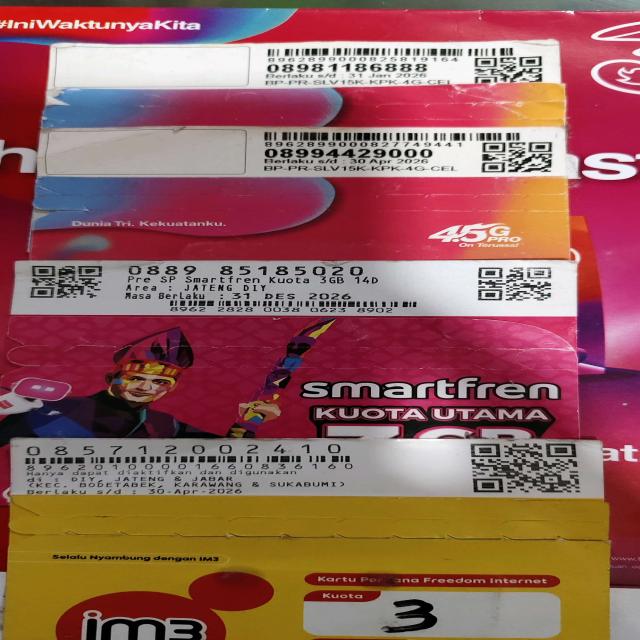 #IniWaktunyaKita
8962899000825819164
08981186888
Berlaku s/d : 31 Jan 2026
BP-PR-SLV15K-KPK-4G-CEL
8962899000827749441
08994429000
Berlaku s/d : 30 Apr 2026
BP-PR-SLV15K-KPK-4G-CEL
Dunia Tri. Kekuatanku.
4.5G
PRO
On Terusss!
0889 85185020
Pre SP Smartfren Kuota 3GB 14D
Area : JATENG DIY
Masa Berlaku : 31 DES 2026
8962 2828 0038 0623 8902
smartfren
KUOTA UTAMA
085712002410
Hanya dapat diaktifkan dan digunakan
di : DIY, JATENG & JABAR
(KEC. BODETABEK, KARAWANG & SUKABUMI)
Berlaku s/d : 30-Apr-2026
Selalu Nyambung dengan IM3
im3
Kartu Perdana Freedom Internet
Kuota
3